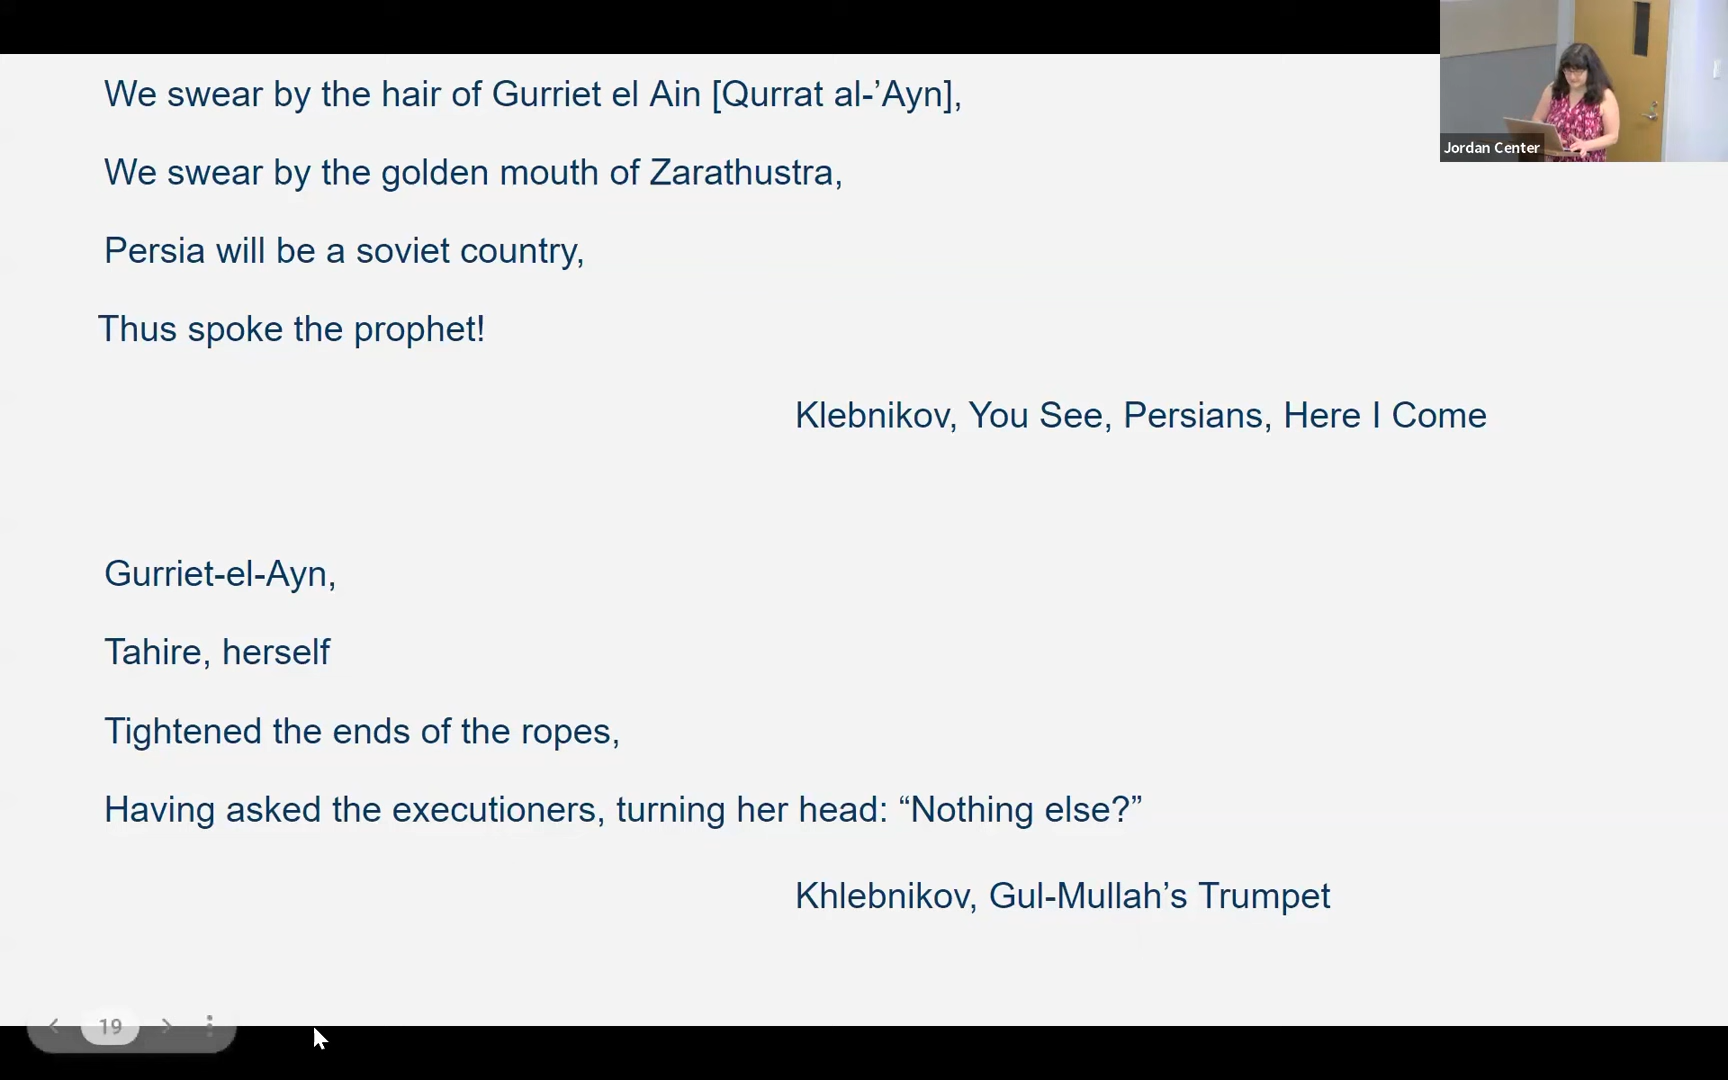 We swear by the hair of Gurriet el Ain [Qurrat al-’Ayn],
We swear by the golden mouth of Zarathustra,
Persia will be a soviet country,
Thus spoke the prophet!
Klebnikov, You See, Persians, Here I Come
Gurriet-el-Ayn,
Tahire, herself
Tightened the ends of the ropes,
Having asked the executioners, turning her head: “Nothing else?”
Khlebnikov, Gul-Mullah’s Trumpet
Jordan Center
19